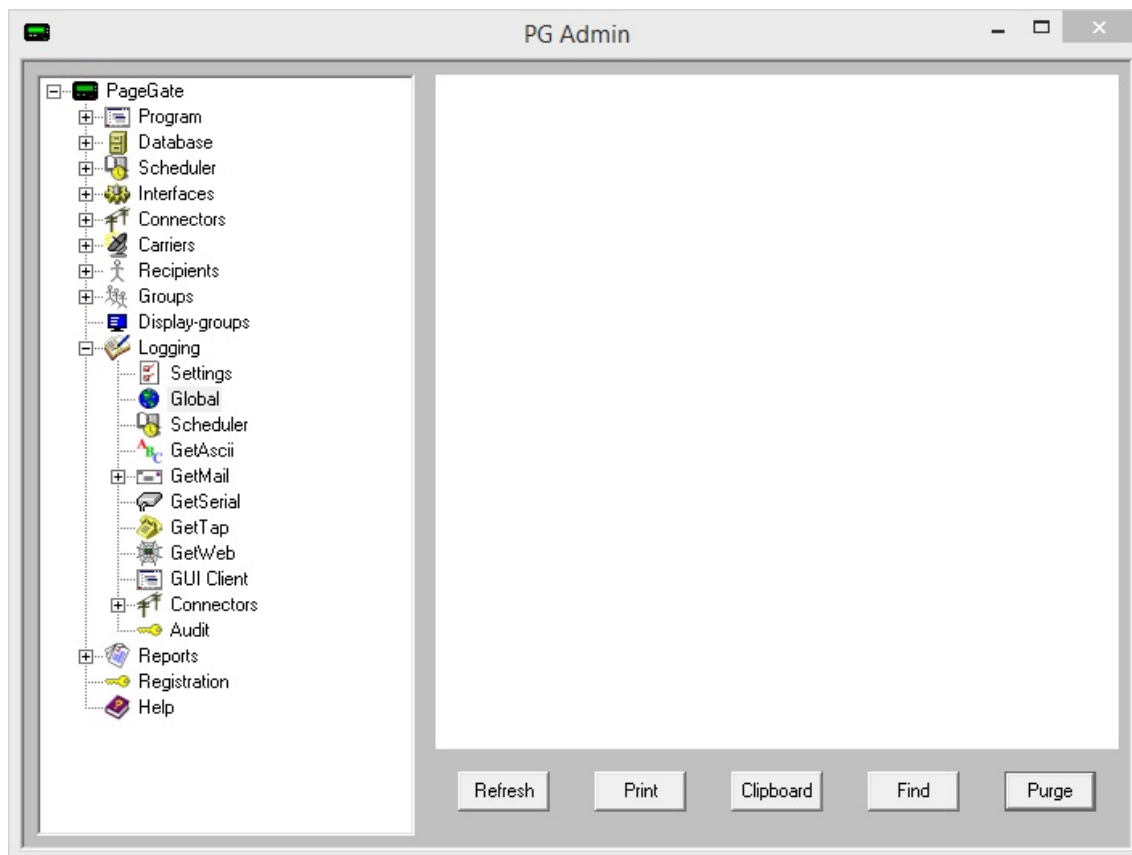 PG Admin
PageGate
Program
Database
Scheduler
Interfaces
Connectors
Carriers
Recipients
Groups
Display-groups
Logging
Settings
Global
Scheduler
GetAscii
GetMail
GetSerial
GetTap
GetWeb
GUI Client
Connectors
Audit
Reports
Registration
Help
Refresh Print Clipboard Find Purge